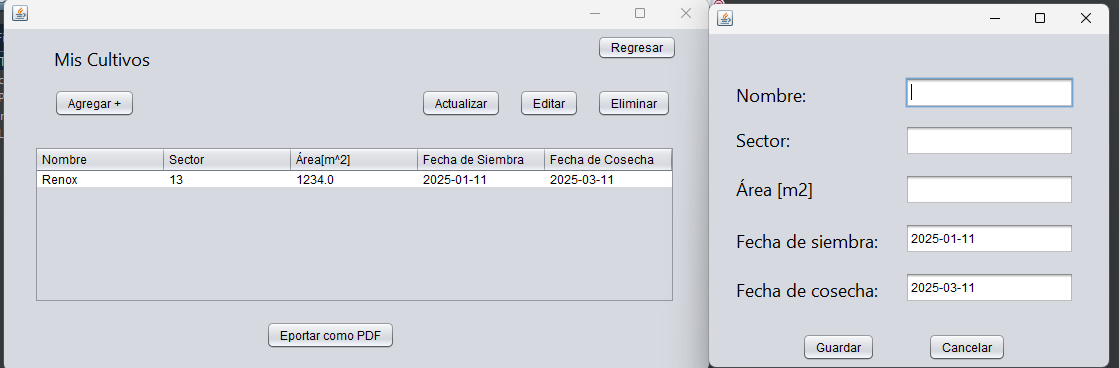 Regresar
Mis Cultivos
Agregar +
Actualizar
Editar
Eliminar
Nombre Sector Área[m^2] Fecha de Siembra Fecha de Cosecha
Renox 13 1234.0 2025-01-11 2025-03-11
Eportar como PDF
Nombre:
Sector:
Área [m2]
Fecha de siembra: 2025-01-11
Fecha de cosecha: 2025-03-11
Guardar
Cancelar